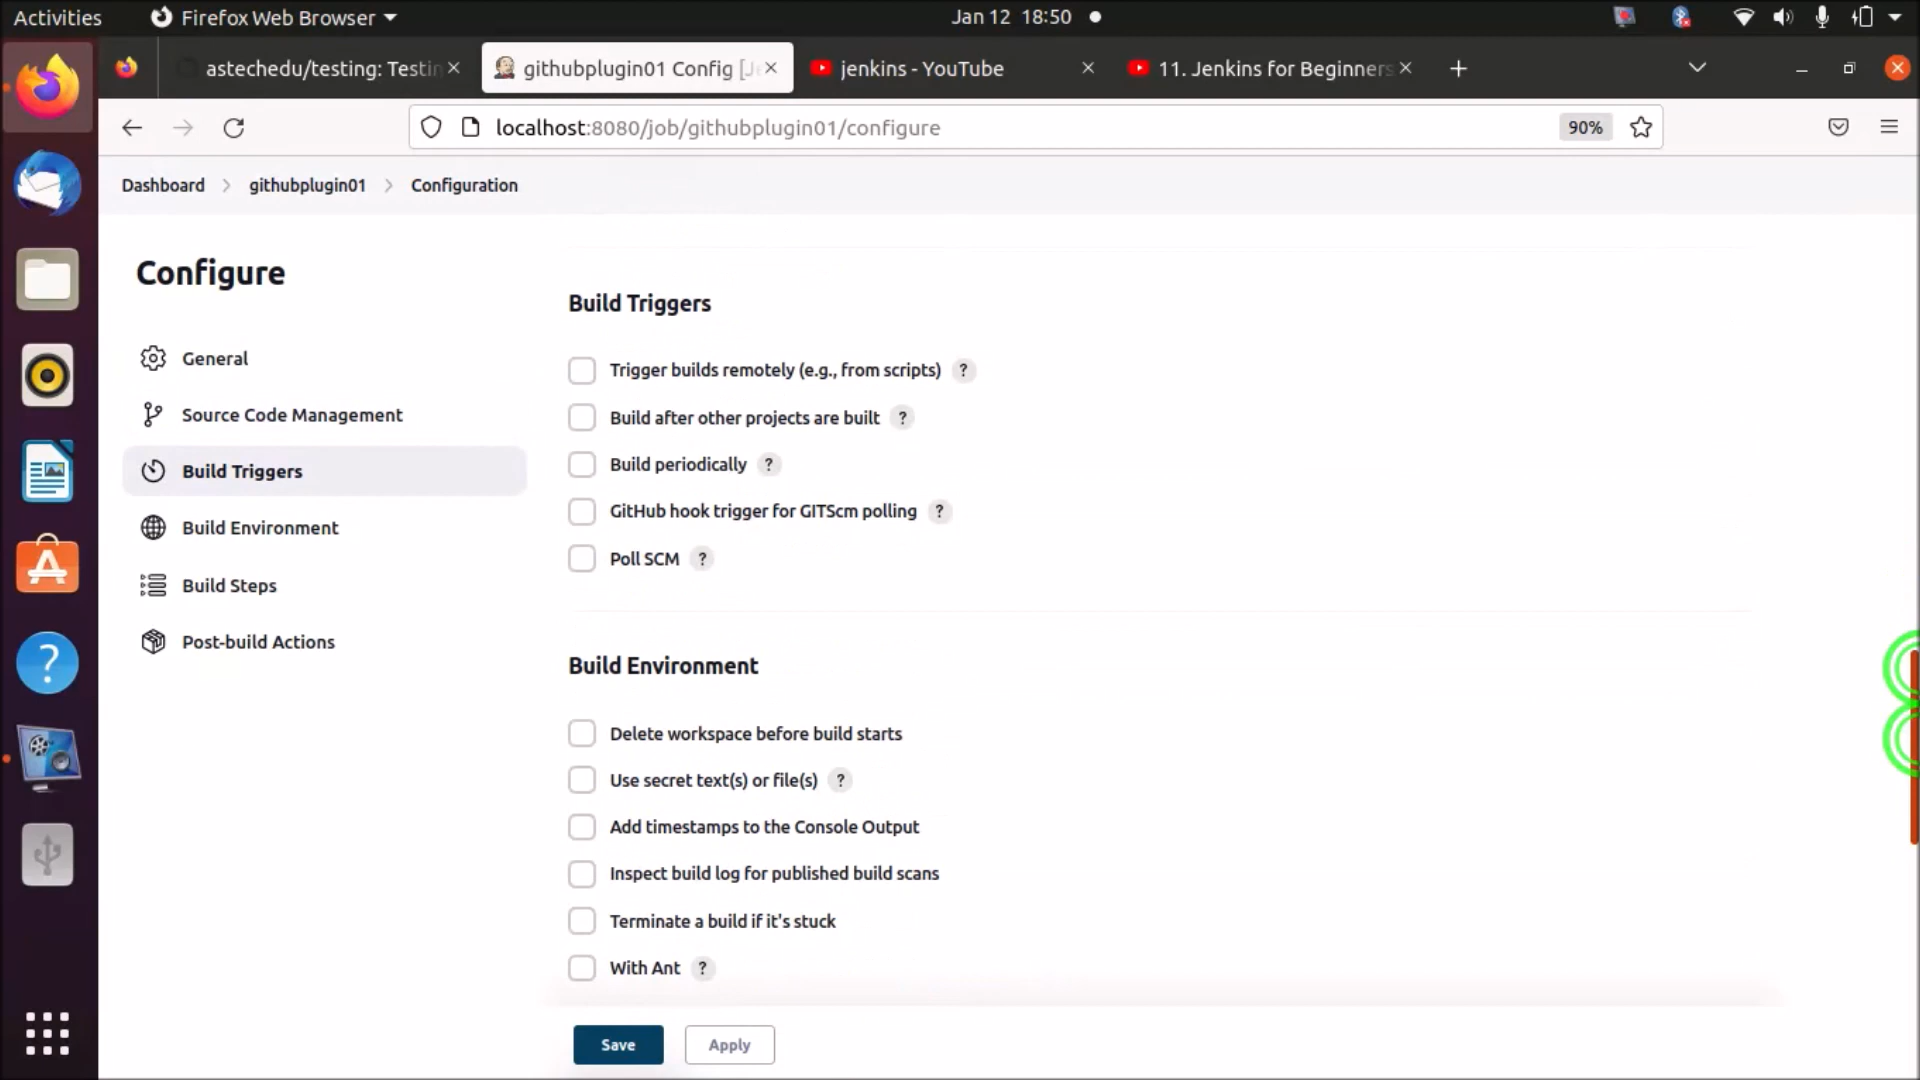 Activities
Firefox Web Browser
Jan 12 18:50
astechedu/testing: Testin
githubplugin01 Config [Je
jenkins - YouTube
11. Jenkins for Beginners
localhost:8080/job/githubplugin01/configure
90%
Dashboard
githubplugin01
Configuration
Configure
General
Source Code Management
Build Triggers
Build Environment
Build Steps
Post-build Actions
Build Triggers
Trigger builds remotely (e.g., from scripts) ?
Build after other projects are built ?
Build periodically ?
GitHub hook trigger for GITScm polling ?
Poll SCM ?
Build Environment
Delete workspace before build starts
Use secret text(s) or file(s) ?
Add timestamps to the Console Output
Inspect build log for published build scans
Terminate a build if it's stuck
With Ant ?
Save
Apply